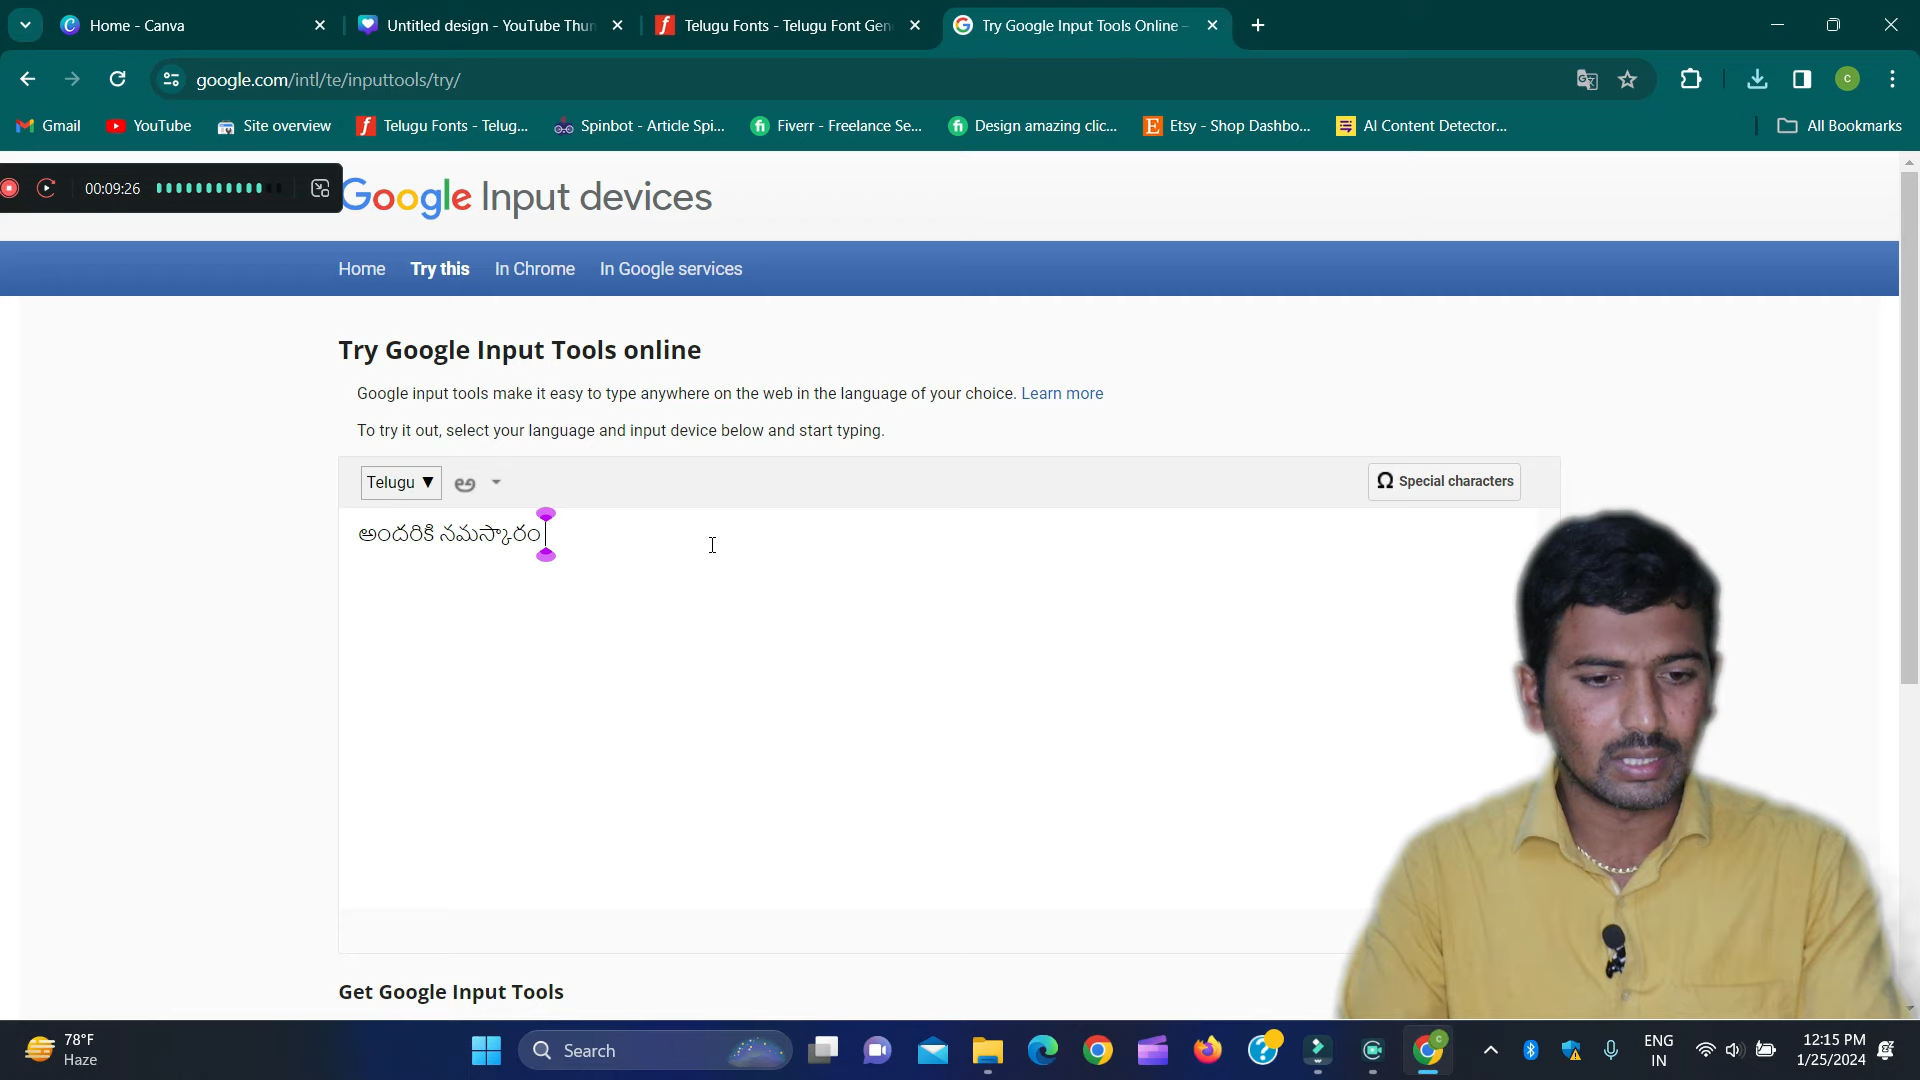 Home - Canva
Untitled design - YouTube Thun
Telugu Fonts - Telugu Font Gen
Try Google Input Tools Online –
google.com/intl/te/inputtools/try/
C
Gmail
YouTube
Site overview
Telugu Fonts - Telug...
Spinbot - Article Spi...
Fiverr - Freelance Se...
Design amazing clic...
Etsy - Shop Dashbo...
AI Content Detector...
All Bookmarks
00:09:26
Google Input devices
Home
Try this
In Chrome
In Google services
Try Google Input Tools online
Google input tools make it easy to type anywhere on the web in the language of your choice. Learn more
To try it out, select your language and input device below and start typing.
Telugu ▼
అ
Ω Special characters
అందరికి నమస్కారం
Get Google Input Tools
78°F
Haze
Search
ENG
IN
12:15 PM
1/25/2024